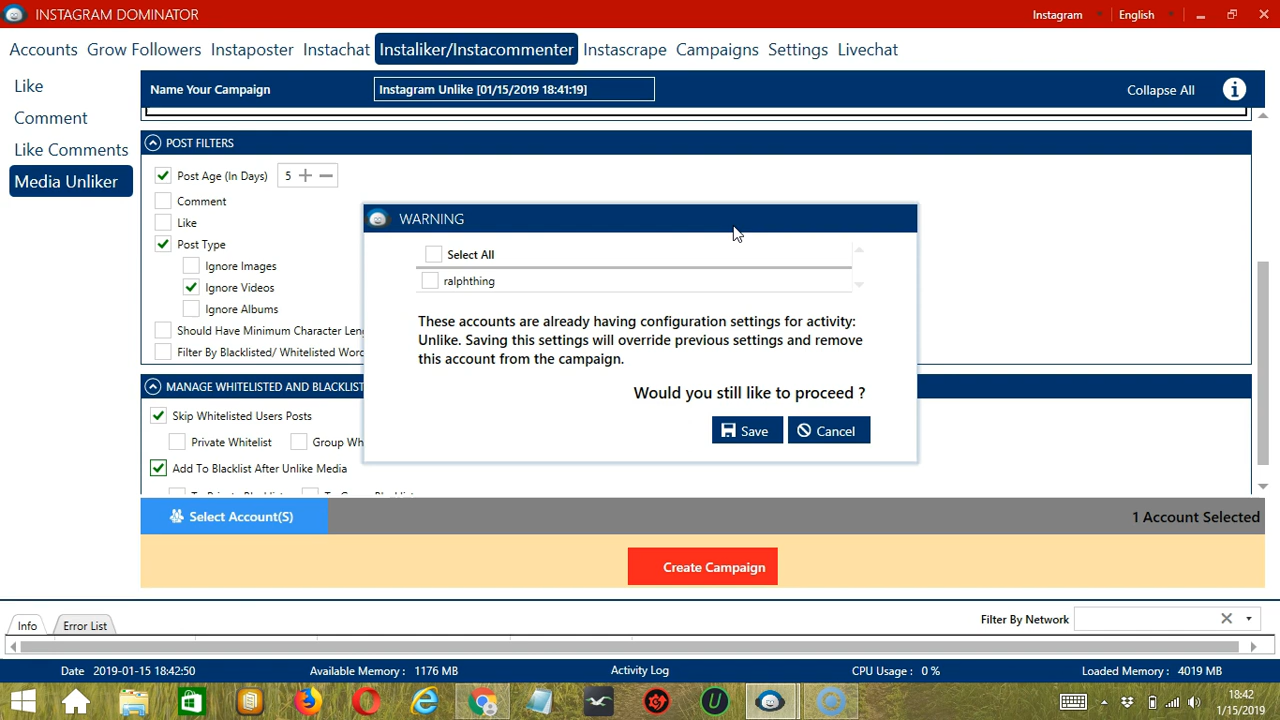 INSTAGRAM DOMINATOR
Instagram English
Accounts Grow Followers Instaposter Instachat Instaliker/Instacommenter Instascrape Campaigns Settings Livechat
Like
Comment
Like Comments
Media Unliker
Name Your Campaign Instagram Unlike [01/15/2019 18:41:19] Collapse All
POST FILTERS
Post Age (In Days) 5
Comment
Like
Post Type
Ignore Images
Ignore Videos
Ignore Albums
Should Have Minimum Character
Filter By Blacklisted/ Whitelisted
MANAGE WHITELISTED AND
Skip Whitelisted Users Posts
Private Whitelist Group
Add To Blacklist After Unlike Media
WARNING
Select All
ralphthing
These accounts are already having configuration settings for activity:
Unlike. Saving this settings will override previous settings and remove
this account from the campaign.
Would you still like to proceed ?
Save Cancel
Select Account(S) 1 Account Selected
Create Campaign
Info Error List Filter By Network
Date 2019-01-15 18:42:50 Available Memory : 1176 MB Activity Log CPU Usage : 0 % Loaded Memory : 4019 MB
18:42
1/15/2019